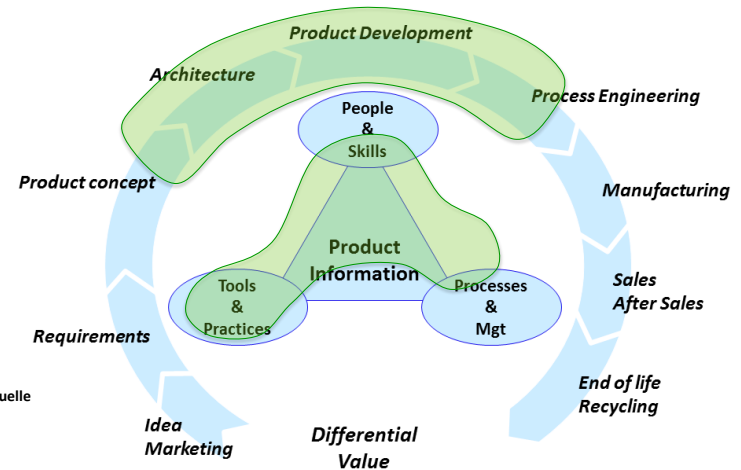 Product Development
Architecture
Process Engineering
People
&
Skills
Product concept
Manufacturing
Product
Information
Tools
&
Practices
Processes
&
Mgt
Sales
After Sales
Requirements
End of life
Recycling
uelle
Idea
Marketing
Differential
Value